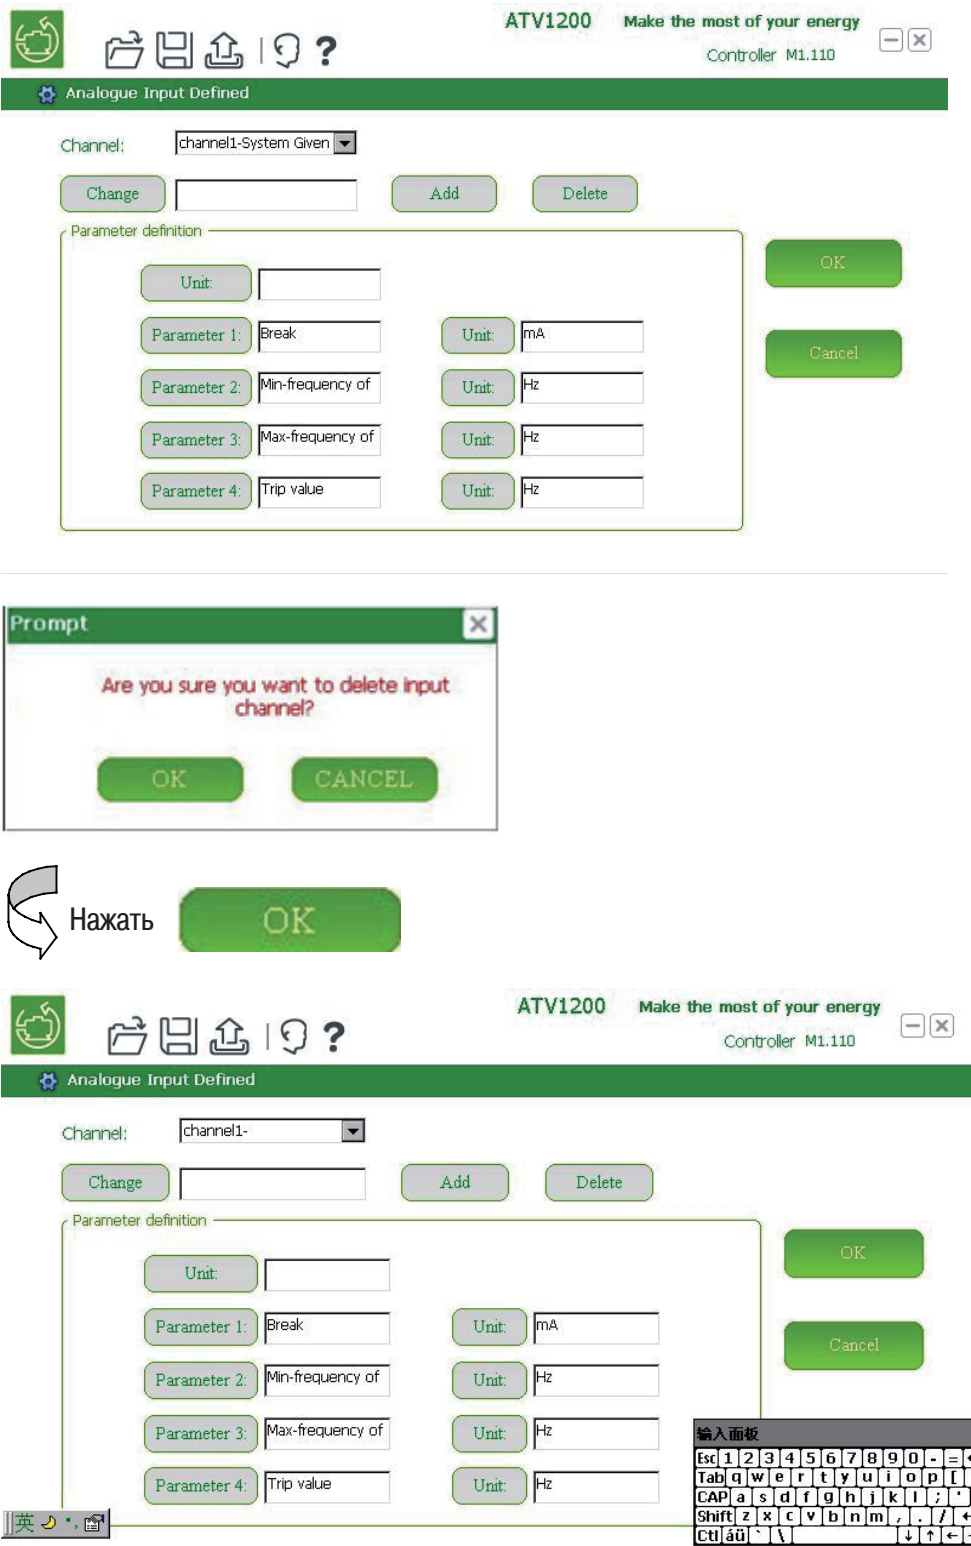 ATV1200 Make the most of your energy
Controller M1.110
Analogue Input Defined
Channel: channel1-System Given
Change Add Delete
Parameter definition
Unit:
OK
Parameter 1: Break Unit: mA
Cancel
Parameter 2: Min-frequency of Unit: Hz
Parameter 3: Max-frequency of Unit: Hz
Parameter 4: Trip value Unit: Hz
Prompt
Are you sure you want to delete input
channel?
OK CANCEL
Нажать OK
ATV1200 Make the most of your energy
Controller M1.110
Analogue Input Defined
Channel: channel1-
Change Add Delete
Parameter definition
OK
Unit:
Parameter 1: Break Unit: mA
Cancel
Parameter 2: Min-frequency of Unit: Hz
Parameter 3: Max-frequency of Unit: Hz
输入面板
Esc 1 2 3 4 5 6 7 8 9 0 - =
Parameter 4: Trip value Unit: Hz
Tab q w e r t y u i o p [
CAP a s d f g h j k l ; '
Shift z x c v b n m , . /
英
Ctl áü ` \ ↓ ↑ ←